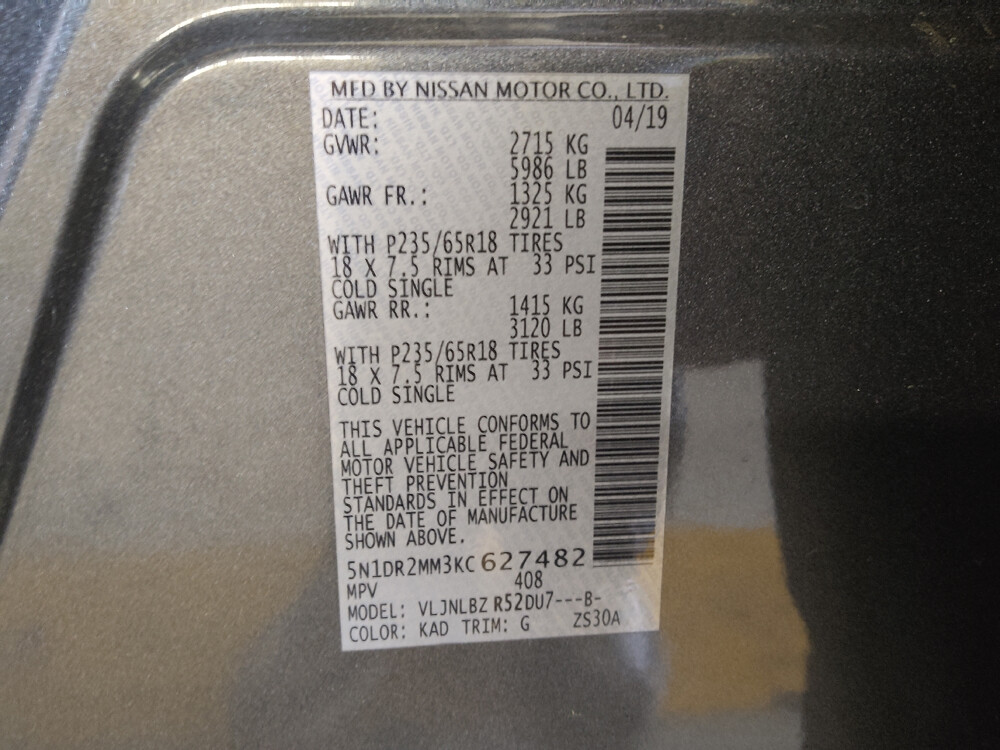 MFD BY NISSAN MOTOR CO., LTD.
DATE: 04/19
GVWR: 2715 KG
5986 LB
GAWR FR.: 1325 KG
2921 LB
WITH P235/65R18 TIRES
18 X 7.5 RIMS AT 33 PSI
COLD SINGLE
GAWR RR.: 1415 KG
3120 LB
WITH P235/65R18 TIRES
18 X 7.5 RIMS AT 33 PSI
COLD SINGLE
THIS VEHICLE CONFORMS TO
ALL APPLICABLE FEDERAL
MOTOR VEHICLE SAFETY AND
THEFT PREVENTION
STANDARDS IN EFFECT ON
THE DATE OF MANUFACTURE
SHOWN ABOVE.
5N1DR2MM3KC627482
MPV 408
MODEL: VLJNLBZ R52DU7---B-
COLOR: KAD TRIM: G ZS30A